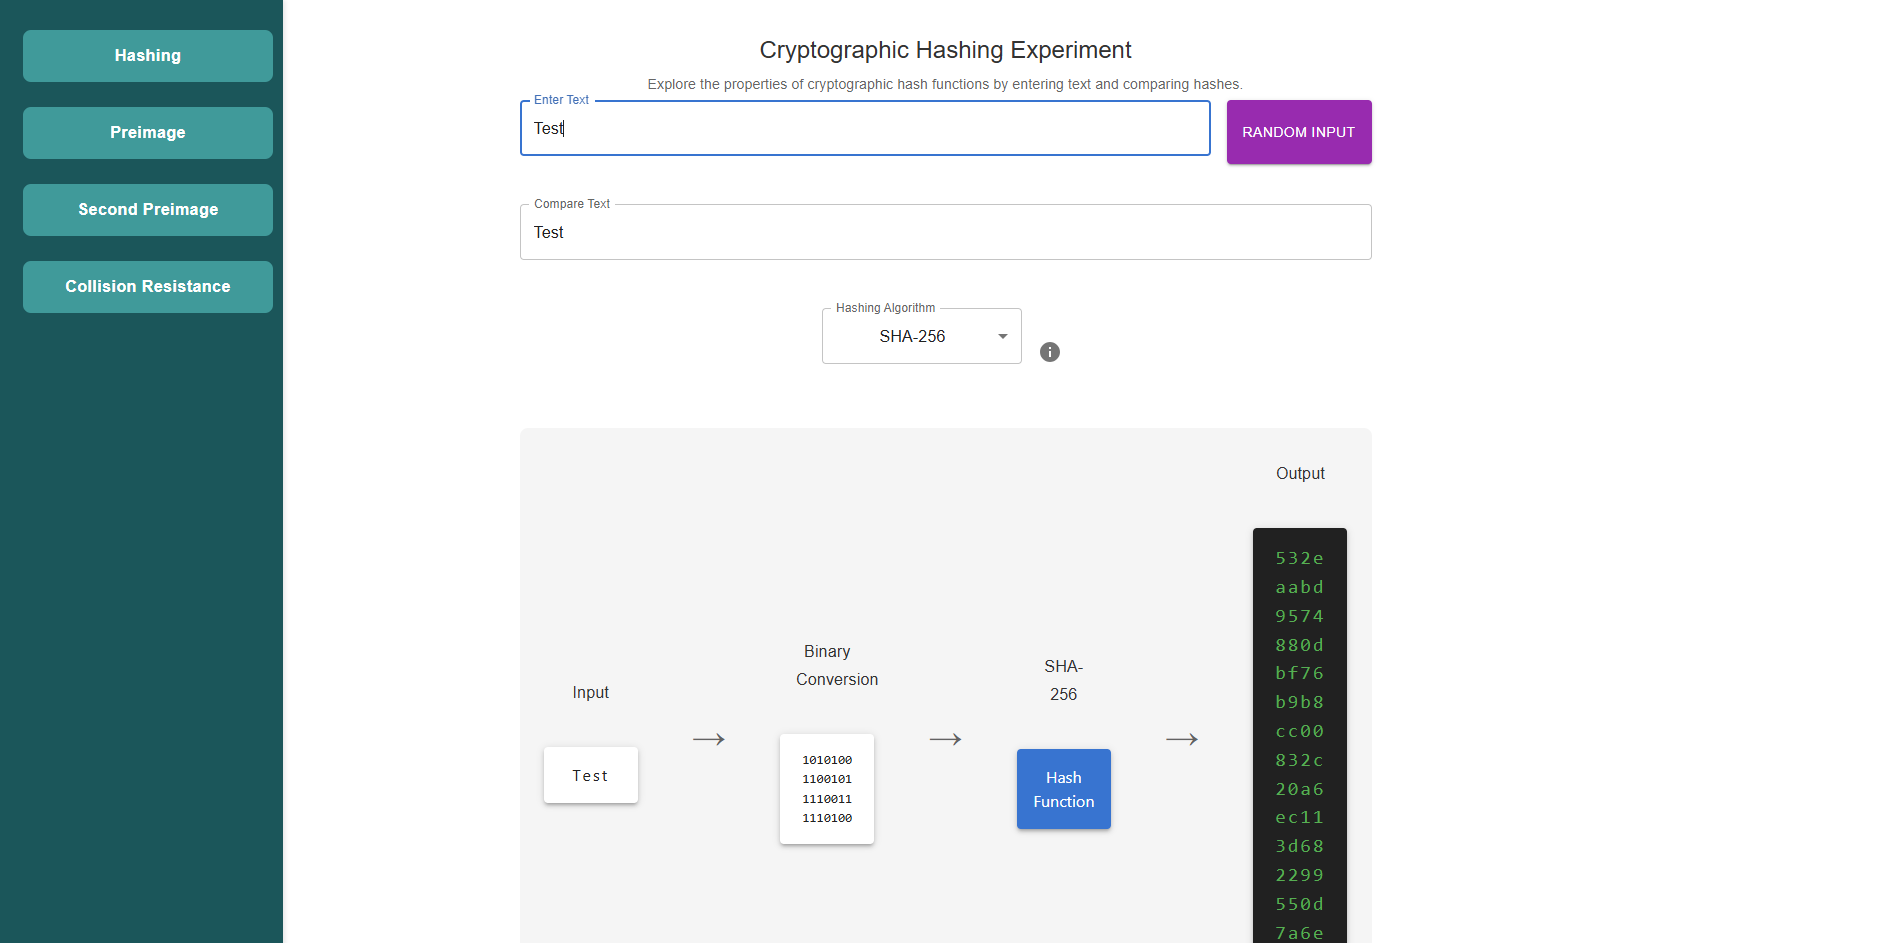 Hashing
Preimage
Second Preimage
Collision Resistance
Cryptographic Hashing Experiment
Explore the properties of cryptographic hash functions by entering text and comparing hashes.
Enter Text
Test
RANDOM INPUT
Compare Text
Test
Hashing Algorithm
SHA-256
Input
Test
Binary
Conversion
1010100
1100101
1110011
1110100
SHA-
256
Hash
Function
Output
532e
aabd
9574
880d
bf76
b9b8
cc00
832c
20a6
ec11
3d68
2299
550d
7a6e